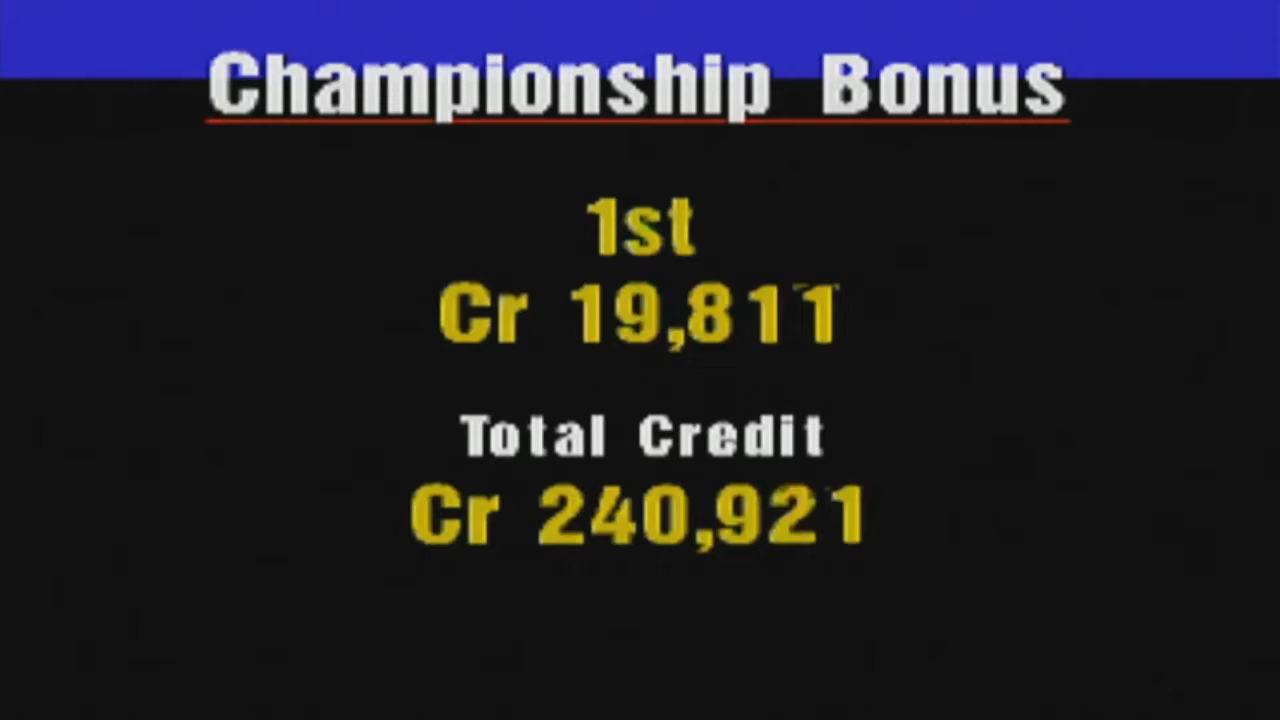 Championship Bonus
1st
Cr 19,811
Total Credit
Cr 240,921